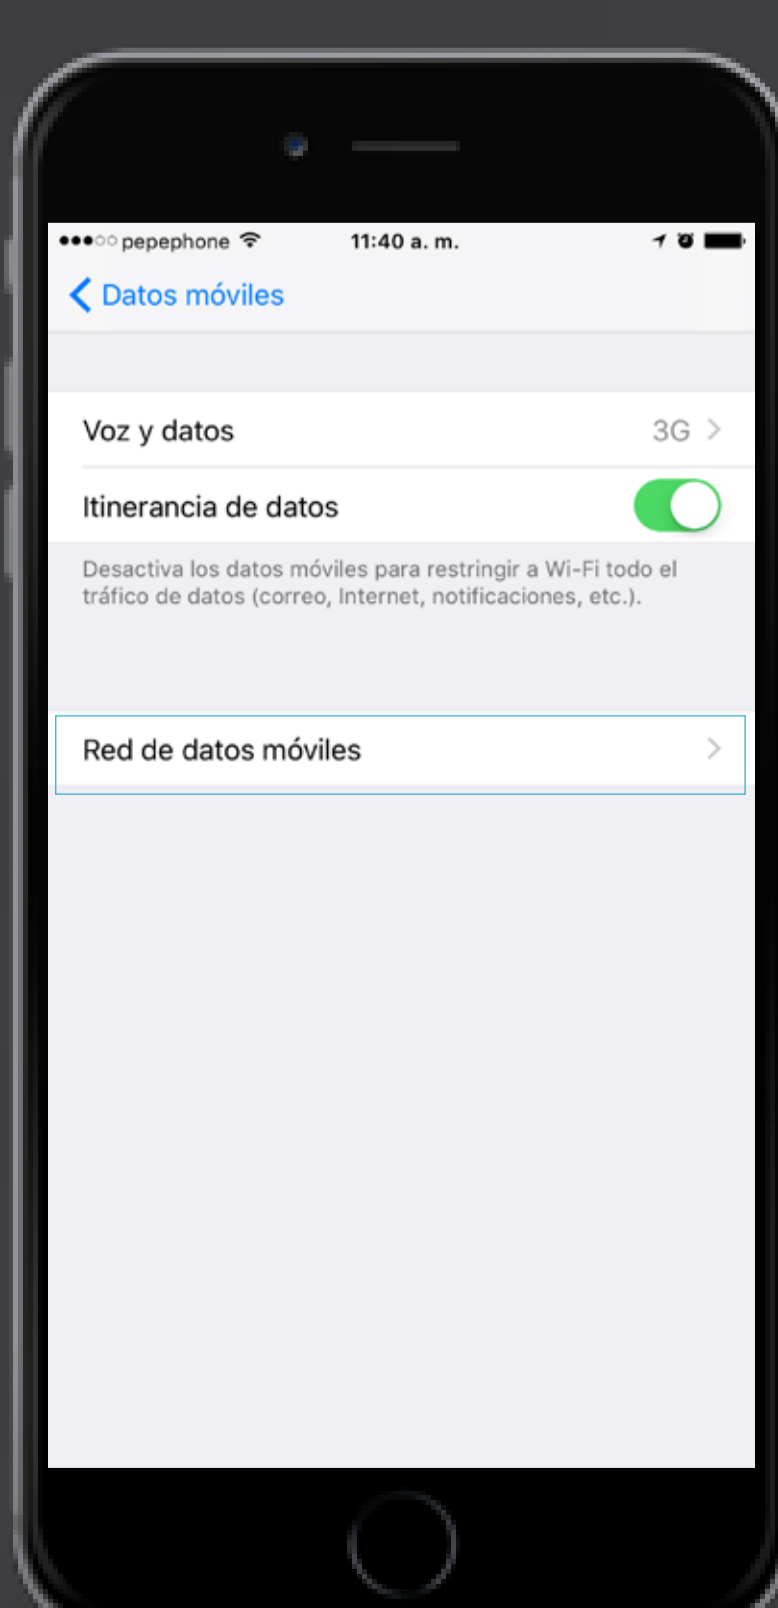 pepephone 11:40 a. m.
Datos móviles
Voz y datos 3G
Itinerancia de datos
Desactiva los datos móviles para restringir a Wi-Fi todo el
tráfico de datos (correo, Internet, notificaciones, etc.).
Red de datos móviles